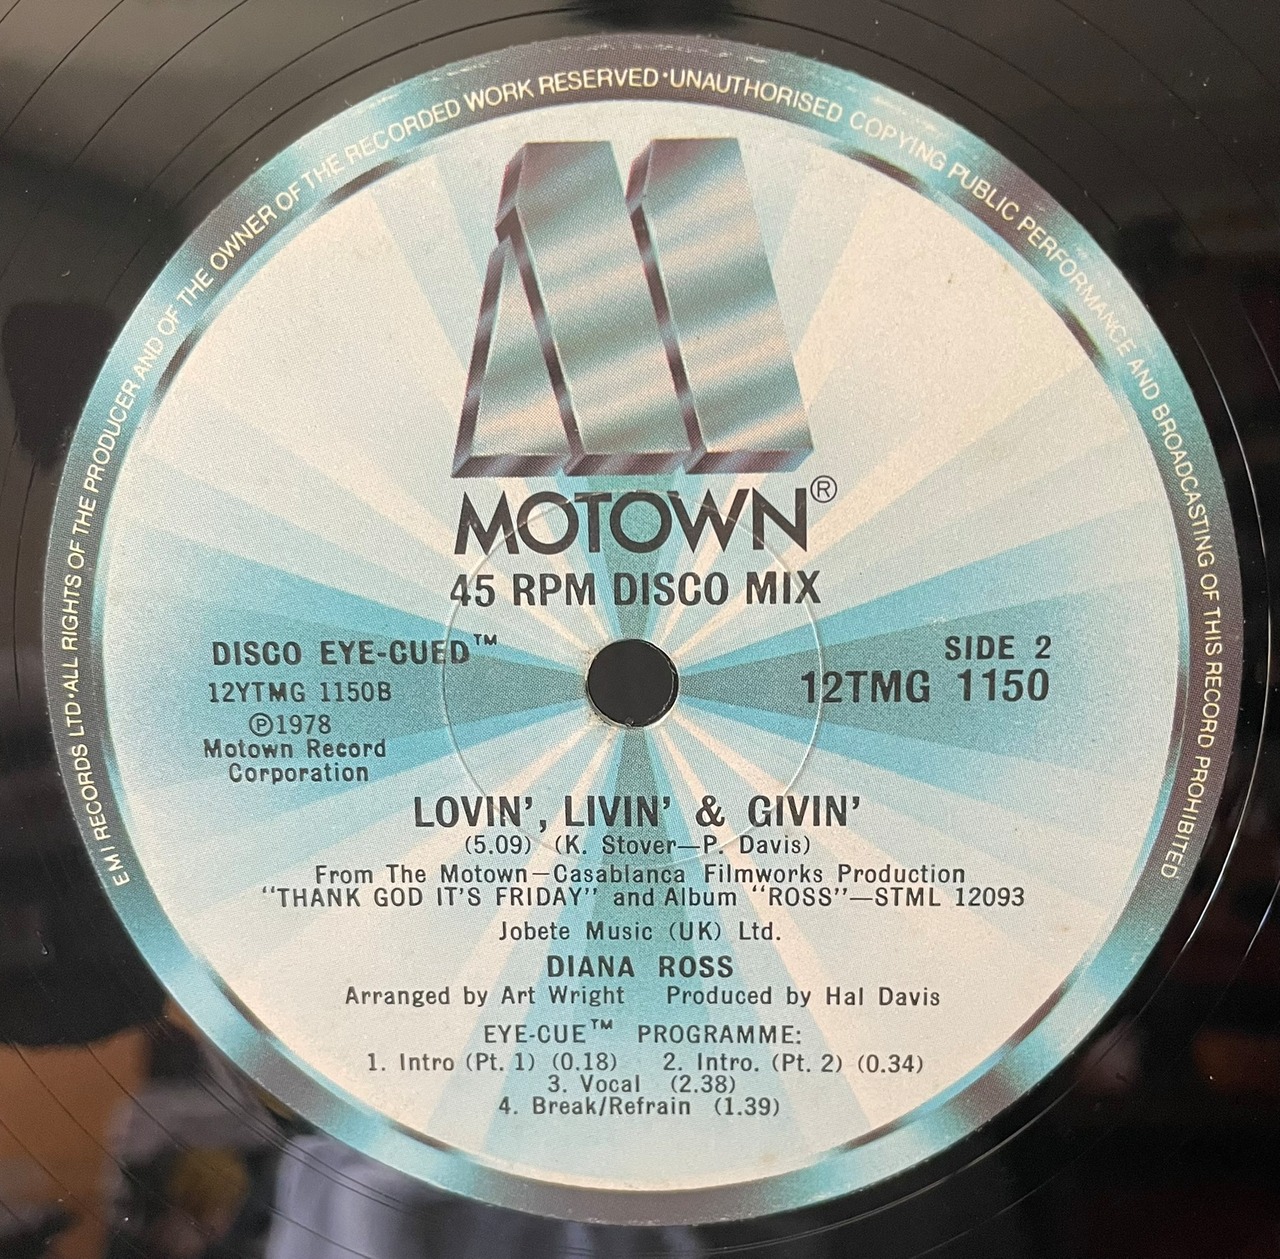 EMI RECORDS LTD·ALL RIGHTS OF THE PRODUCER AND OF THE OWNER OF THE RECORDED WORK RESERVED·UNAUTHORISED COPYING PUBLIC PERFORMANCE AND BROADCASTING OF THIS RECORD PROHIBITED
MOTOWN®
45 RPM DISCO MIX
DISCO EYE-CUED™
12YTMG 1150B
℗1978
Motown Record
Corporation
SIDE 2
12TMG 1150
LOVIN', LIVIN' & GIVIN'
(5.09) (K. Stover—P. Davis)
From The Motown—Casablanca Filmworks Production
"THANK GOD IT'S FRIDAY" and Album "ROSS"—STML 12093
Jobete Music (UK) Ltd.
DIANA ROSS
Arranged by Art Wright Produced by Hal Davis
EYE-CUE™ PROGRAMME:
1. Intro (Pt. 1) (0.18) 2. Intro. (Pt. 2) (0.34)
3. Vocal (2.38)
4. Break/Refrain (1.39)